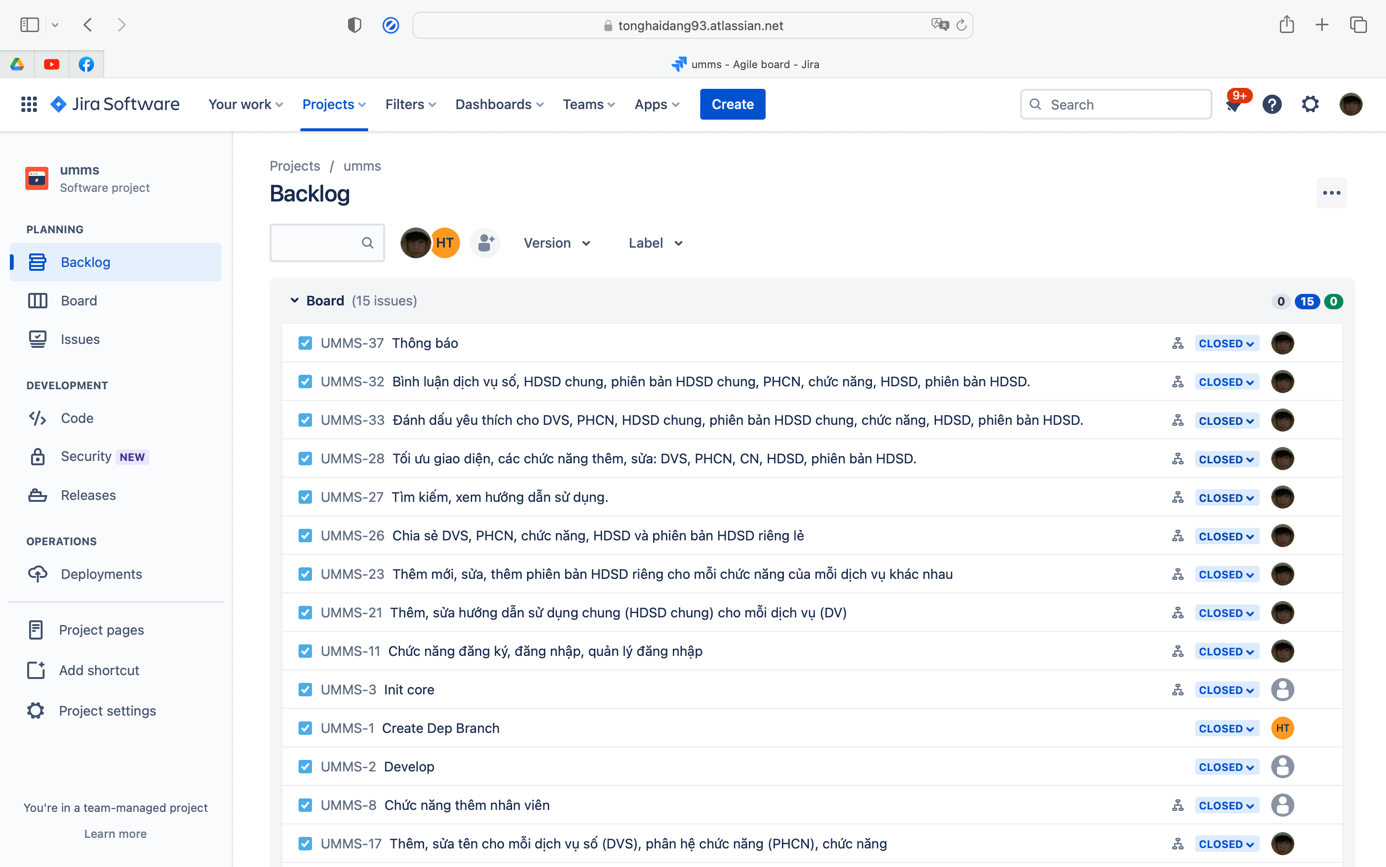 tonghaidang93.atlassian.net
umms - Agile board - Jira
Jira Software
Your work
Projects
Filters
Dashboards
Teams
Apps
Create
Search
9+
umms
Software project
PLANNING
Backlog
Board
Issues
DEVELOPMENT
Code
Security NEW
Releases
OPERATIONS
Deployments
Project pages
Add shortcut
Project settings
You're in a team-managed project
Learn more
Projects / umms
Backlog
HT
Version
Label
Board (15 issues) 0 15 0
UMMS-37 Thông báo CLOSED
UMMS-32 Bình luận dịch vụ số, HDSD chung, phiên bản HDSD chung, PHCN, chức năng, HDSD, phiên bản HDSD. CLOSED
UMMS-33 Đánh dấu yêu thích cho DVS, PHCN, HDSD chung, phiên bản HDSD chung, chức năng, HDSD, phiên bản HDSD. CLOSED
UMMS-28 Tối ưu giao diện, các chức năng thêm, sửa: DVS, PHCN, CN, HDSD, phiên bản HDSD. CLOSED
UMMS-27 Tìm kiếm, xem hướng dẫn sử dụng. CLOSED
UMMS-26 Chia sẻ DVS, PHCN, chức năng, HDSD và phiên bản HDSD riêng lẻ CLOSED
UMMS-23 Thêm mới, sửa, thêm phiên bản HDSD riêng cho mỗi chức năng của mỗi dịch vụ khác nhau CLOSED
UMMS-21 Thêm, sửa hướng dẫn sử dụng chung (HDSD chung) cho mỗi dịch vụ (DV) CLOSED
UMMS-11 Chức năng đăng ký, đăng nhập, quản lý đăng nhập CLOSED
UMMS-3 Init core CLOSED
UMMS-1 Create Dep Branch CLOSED HT
UMMS-2 Develop CLOSED
UMMS-8 Chức năng thêm nhân viên CLOSED
UMMS-17 Thêm, sửa tên cho mỗi dịch vụ số (DVS), phân hệ chức năng (PHCN), chức năng CLOSED